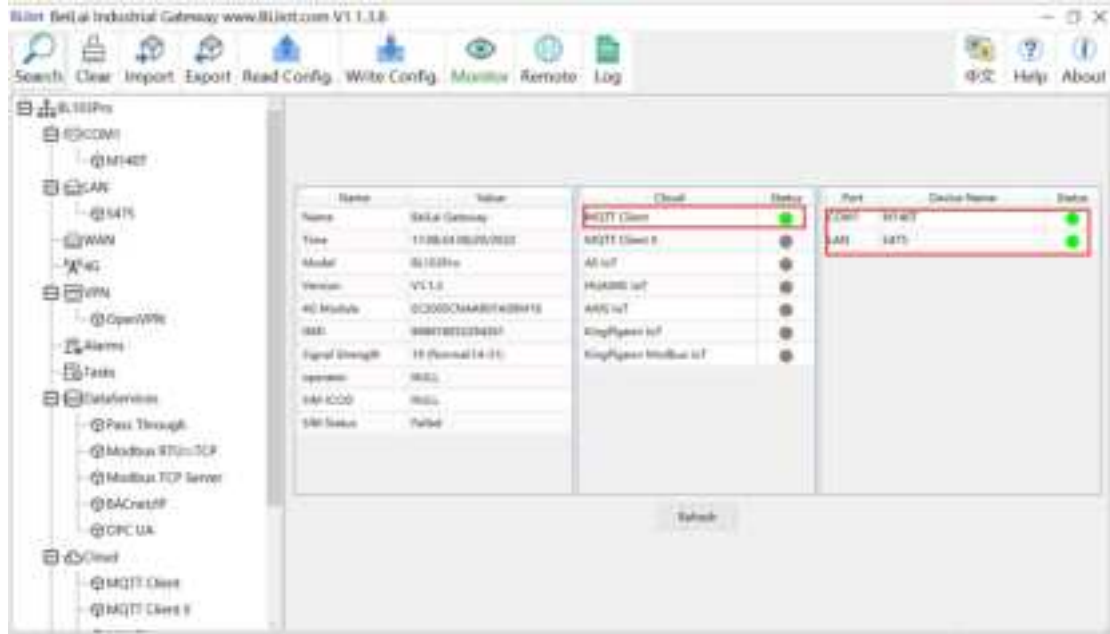 BeiLai Industrial Gateway www.BLiiot.com V1.1.3.8
Search Clear Import Export Read Config. Write Config. Monitor Remote Log 中文 Help About
BL103Pro
COM1
M140T
LAN
S475
WAN
4G
VPN
OpenVPN
Alarms
Tasks
DataServices
Pass Through
Modbus RTU
Modbus TCP Server
BACnet/IP
OPC UA
Cloud
MQTT Client
MQTT Client II
Name Value
Name BeiLai Gateway
Time
Model BL103Pro
Version
4G Module
IMEI
Signal Strength
operator NULL
SIM ICCID NULL
SIM Status Failed
Cloud Status
MQTT Client
MQTT Client II
Ali IoT
HUAWEI IoT
AWS IoT
KingPigeon IoT
KingPigeon Modbus IoT
Port Device Name Status
COM1 M140T
LAN S475
Refresh